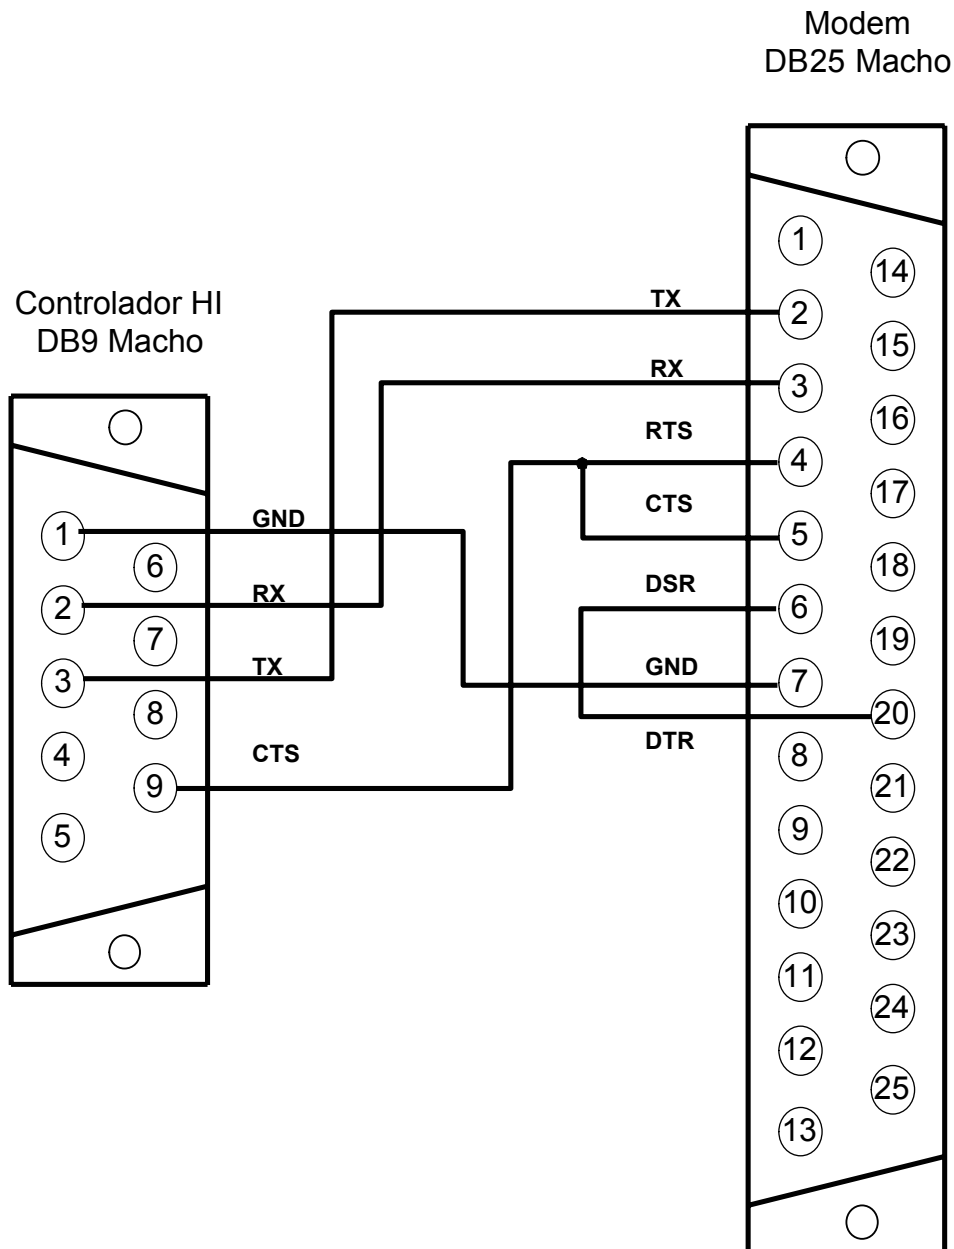 Modem
DB25 Macho
Controlador HI
DB9 Macho
1
2
3
4
5
6
7
8
9
GND
RX
TX
CTS
TX
RX
RTS
CTS
DSR
GND
DTR
1
2
3
4
5
6
7
8
9
10
11
12
13
14
15
16
17
18
19
20
21
22
23
24
25